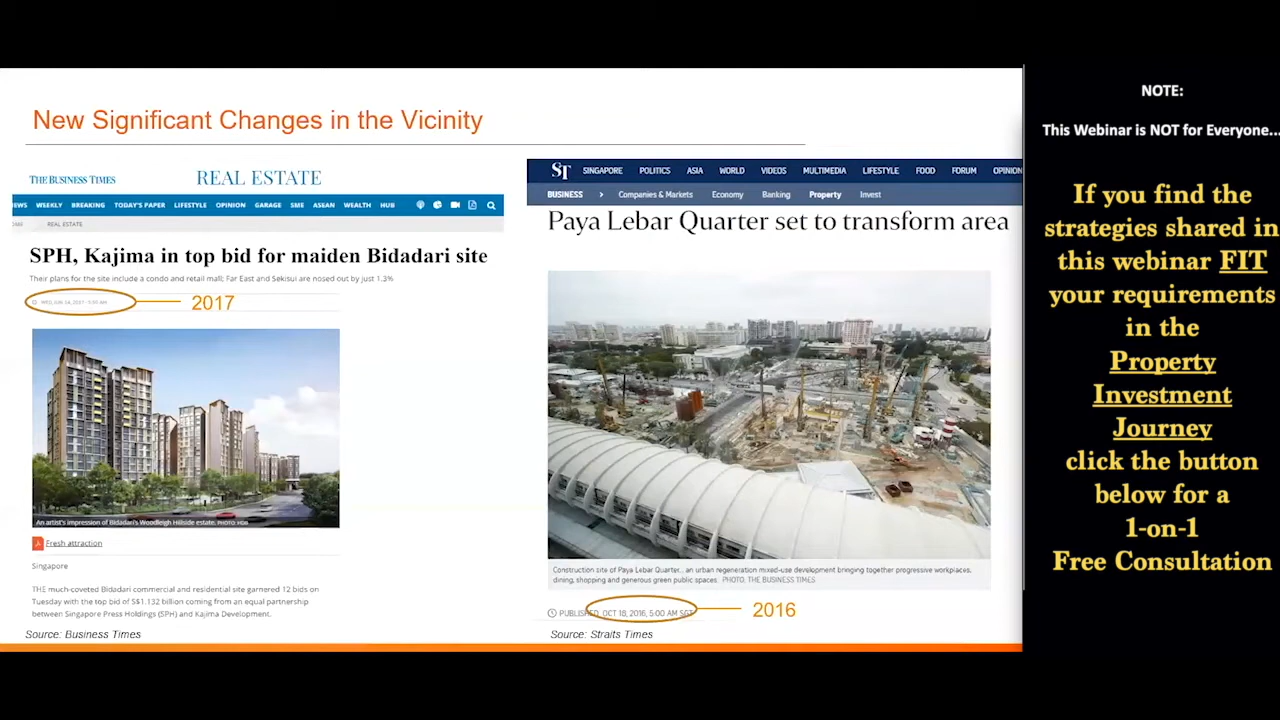 New Significant Changes in the Vicinity
THE BUSINESS TIMES
REAL ESTATE
EWS WEEKLY BREAKING TODAY'S PAPER LIFESTYLE OPINION GARAGE SME ASEAN WEALTH HUB
REAL ESTATE
SPH, Kajima in top bid for maiden Bidadari site
Their plans for the site include a condo and retail mall; Far East and Sekisui are nosed out by just 1.3%
WED, JUN 14, 2017 - 5:50 AM
2017
An artist's impression of Bidadari's Woodleigh Hillside estate. PHOTO: HDB
Fresh attraction
Singapore
THE much-coveted Bidadari commercial and residential site garnered 12 bids on
Tuesday with the top bid of S$1.132 billion coming from an equal partnership
between Singapore Press Holdings (SPH) and Kajima Development.
Source: Business Times
ST SINGAPORE POLITICS ASIA WORLD VIDEOS MULTIMEDIA LIFESTYLE FOOD FORUM OPINION
BUSINESS > Companies & Markets Economy Banking Property Invest
Paya Lebar Quarter set to transform area
Construction site of Paya Lebar Quarter, an urban regeneration mixed-use development bringing together progressive workplaces,
dining, shopping and generous green public spaces. PHOTO: THE BUSINESS TIMES
PUBLISHED, OCT 18, 2016, 5:00 AM SGT
2016
Source: Straits Times
NOTE:
This Webinar is NOT for Everyone...
If you find the
strategies shared in
this webinar FIT
your requirements
in the
Property
Investment
Journey
click the button
below for a
1-on-1
Free Consultation